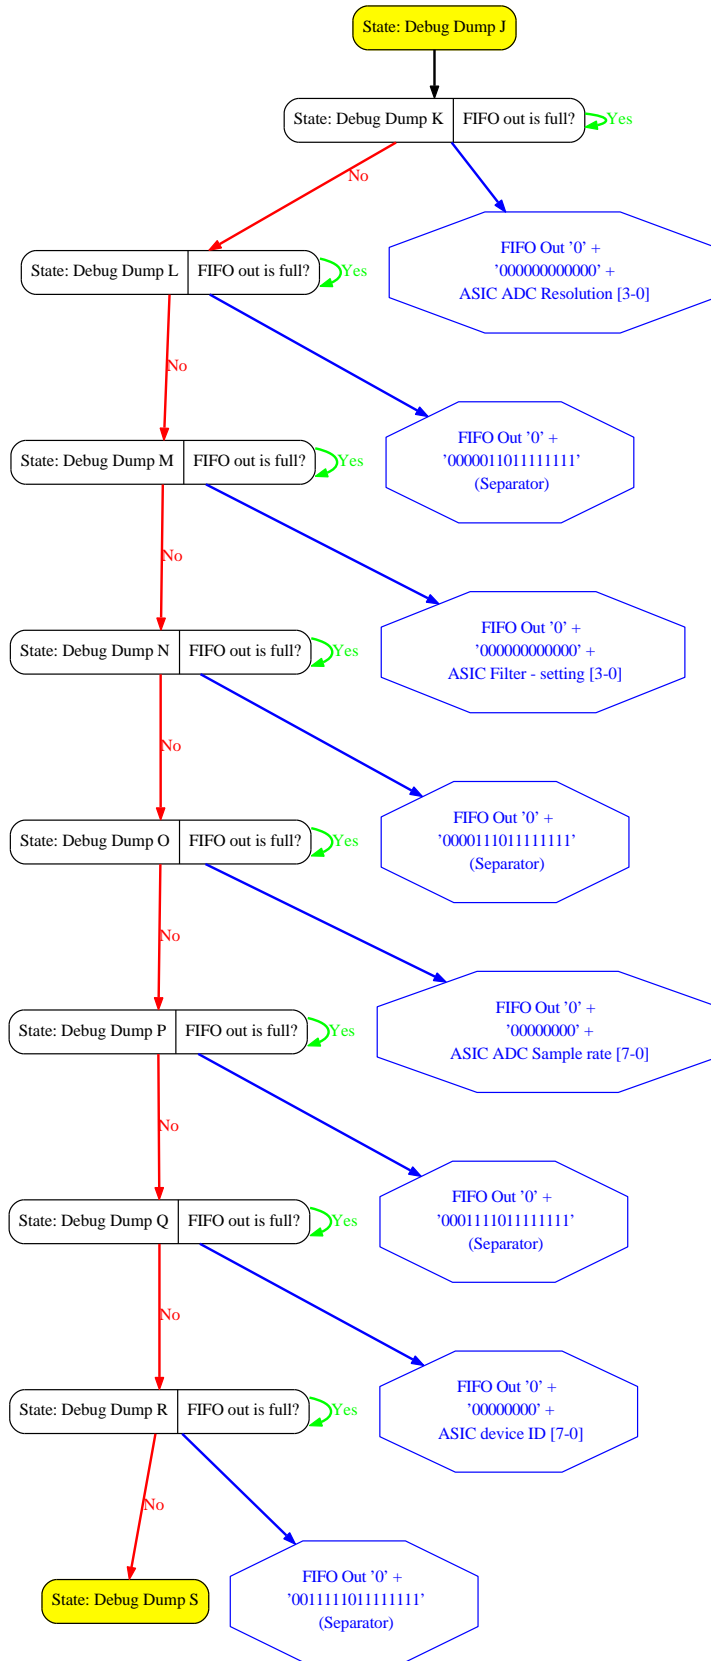 State: Debug Dump J
State: Debug Dump K
FIFO out is full?
Yes
No
FIFO Out '0' +
'000000000000' +
ASIC ADC Resolution [3-0]
State: Debug Dump L
FIFO out is full?
Yes
No
FIFO Out '0' +
'0000011011111111'
(Separator)
State: Debug Dump M
FIFO out is full?
Yes
No
FIFO Out '0' +
'000000000000' +
ASIC Filter - setting [3-0]
State: Debug Dump N
FIFO out is full?
Yes
No
FIFO Out '0' +
'0000111011111111'
(Separator)
State: Debug Dump O
FIFO out is full?
Yes
No
FIFO Out '0' +
'00000000' +
ASIC ADC Sample rate [7-0]
State: Debug Dump P
FIFO out is full?
Yes
No
FIFO Out '0' +
'0001111011111111'
(Separator)
State: Debug Dump Q
FIFO out is full?
Yes
No
FIFO Out '0' +
'00000000' +
ASIC device ID [7-0]
State: Debug Dump R
FIFO out is full?
Yes
No
FIFO Out '0' +
'0011111011111111'
(Separator)
State: Debug Dump S